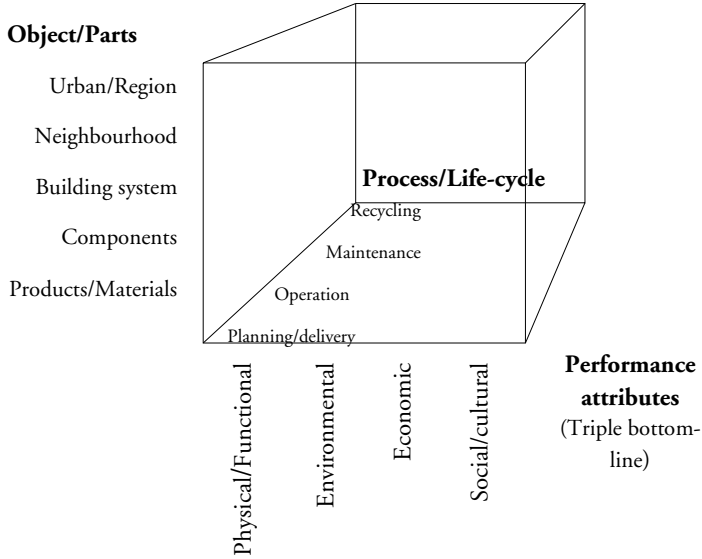 Object/Parts
Urban/Region
Neighbourhood
Building system
Components
Products/Materials
Process/Life-cycle
Recycling
Maintenance
Operation
Planning/delivery
Physical/Functional
Environmental
Economic
Social/cultural
Performance
attributes
(Triple bottom-
line)